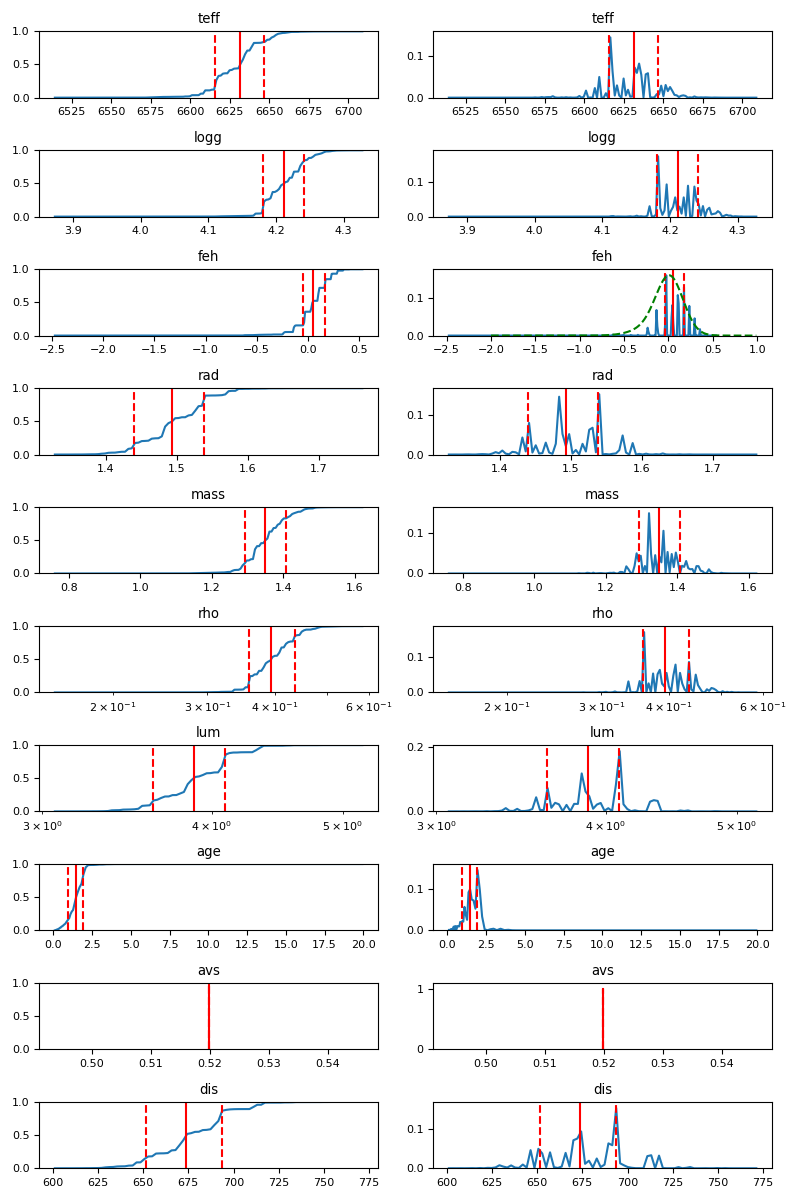 teff teff
1.0
0.5
0.0
0.1
0.0
6525 6550 6575 6600 6625 6650 6675 6700 6525 6550 6575 6600 6625 6650 6675 6700
logg logg
1.0
0.5
0.0
0.1
0.0
3.9 4.0 4.1 4.2 4.3 3.9 4.0 4.1 4.2 4.3
feh feh
1.0
0.5
0.0
0.1
0.0
−2.5 −2.0 −1.5 −1.0 −0.5 0.0 0.5 −2.5 −2.0 −1.5 −1.0 −0.5 0.0 0.5 1.0
rad rad
1.0
0.5
0.0
0.1
0.0
1.4 1.5 1.6 1.7 1.4 1.5 1.6 1.7
mass mass
1.0
0.5
0.0
0.1
0.0
0.8 1.0 1.2 1.4 1.6 0.8 1.0 1.2 1.4 1.6
rho rho
1.0
0.5
0.0
0.1
0.0
2 × 10⁻¹ 3 × 10⁻¹ 4 × 10⁻¹ 6 × 10⁻¹ 2 × 10⁻¹ 3 × 10⁻¹ 4 × 10⁻¹ 6 × 10⁻¹
lum lum
1.0
0.5
0.0
0.2
0.1
0.0
3 × 10⁰ 4 × 10⁰ 5 × 10⁰ 3 × 10⁰ 4 × 10⁰ 5 × 10⁰
age age
1.0
0.5
0.0
0.1
0.0
0.0 2.5 5.0 7.5 10.0 12.5 15.0 17.5 20.0 0.0 2.5 5.0 7.5 10.0 12.5 15.0 17.5 20.0
avs avs
1.0
0.5
0.0
1
0
0.50 0.51 0.52 0.53 0.54 0.50 0.51 0.52 0.53 0.54
dis dis
1.0
0.5
0.0
0.1
0.0
600 625 650 675 700 725 750 775 600 625 650 675 700 725 750 775